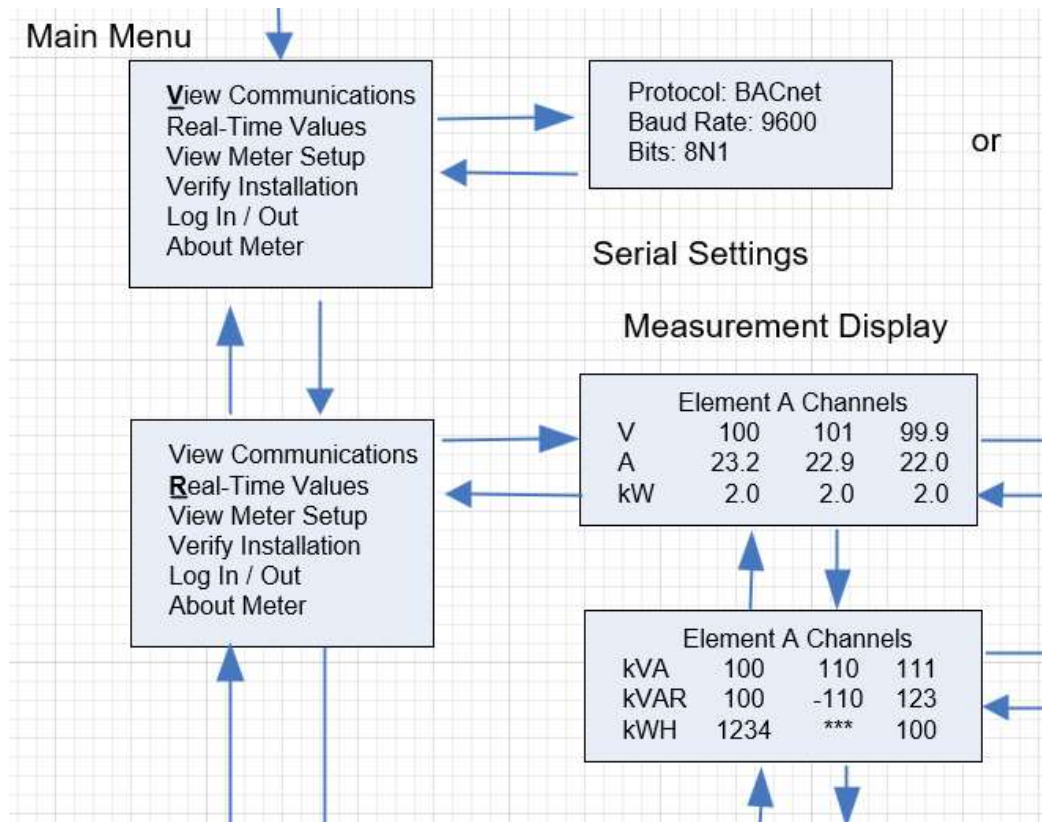 Main Menu
View Communications
Real-Time Values
View Meter Setup
Verify Installation
Log In / Out
About Meter
Protocol: BACnet
Baud Rate: 9600
Bits: 8N1
or
Serial Settings
Measurement Display
View Communications
Real-Time Values
View Meter Setup
Verify Installation
Log In / Out
About Meter
Element A Channels
V 100 101 99.9
A 23.2 22.9 22.0
kW 2.0 2.0 2.0
Element A Channels
kVA 100 110 111
kVAR 100 -110 123
kWH 1234 *** 100